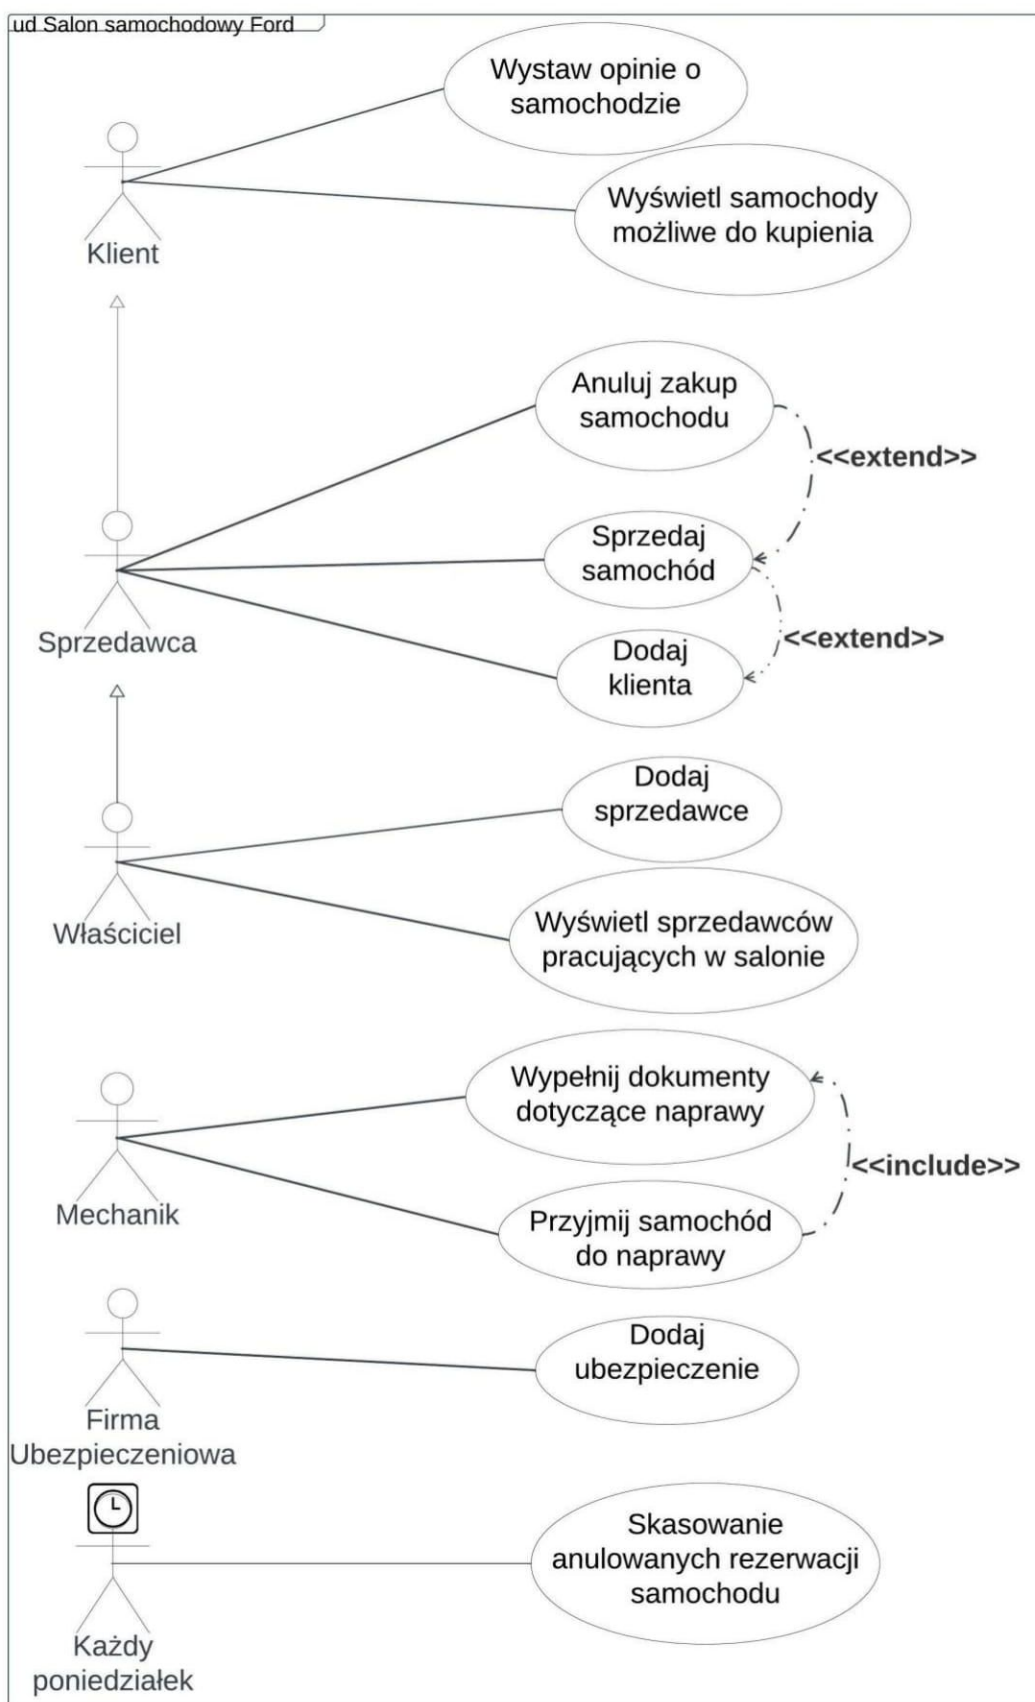 ud Salon samochodowy Ford
Wystaw opinie o
samochodzie
Wyświetl samochody
możliwe do kupienia
Klient
Anuluj zakup
samochodu
<<extend>>
Sprzedaj
samochód
Sprzedawca
<<extend>>
Dodaj
klienta
Dodaj
sprzedawce
Właściciel
Wyświetl sprzedawców
pracujących w salonie
Wypełnij dokumenty
dotyczące naprawy
<<include>>
Mechanik
Przyjmij samochód
do naprawy
Dodaj
ubezpieczenie
Firma
Ubezpieczeniowa
Skasowanie
anulowanych rezerwacji
samochodu
Każdy
poniedziałek